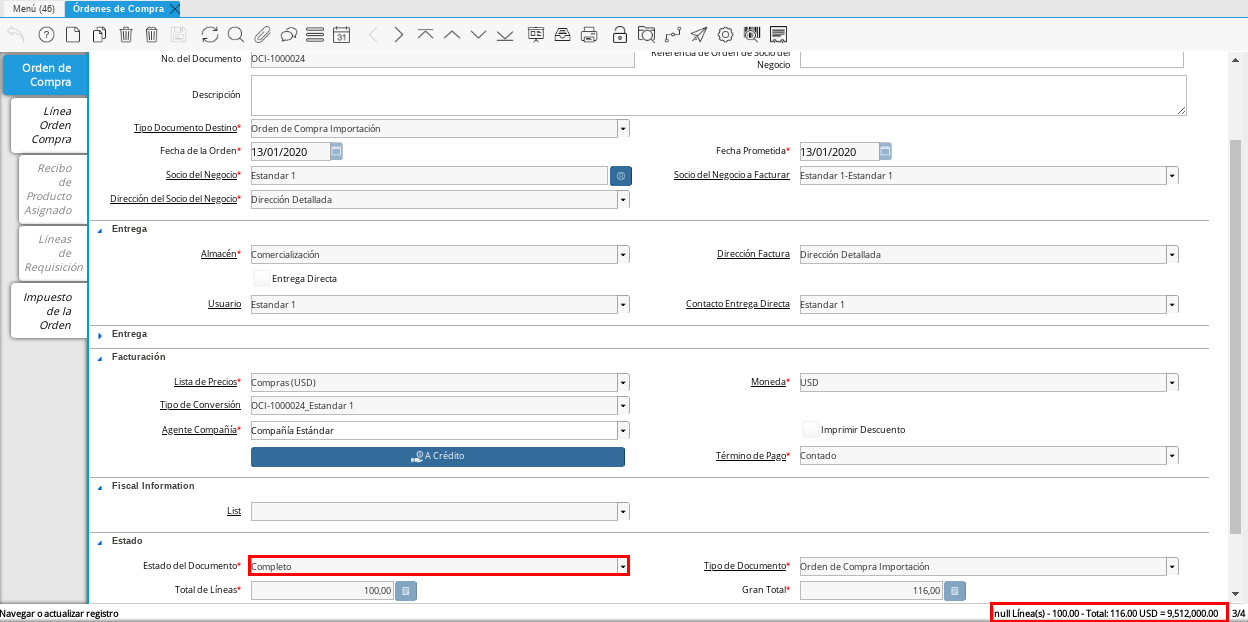 Menú (46)
Órdenes de Compra
31
Orden de
Compra
Línea
Orden
Compra
Recibo
de
Producto
Asignado
Líneas
de
Requisición
Impuesto
de la
Orden
No. del Documento OCI-1000024
Referencia de Orden de Socio del
Negocio
Descripción
Tipo Documento Destino* Orden de Compra Importación
Fecha de la Orden* 13/01/2020 Fecha Prometida* 13/01/2020
Socio del Negocio* Estandar 1 Socio del Negocio a Facturar Estandar 1-Estandar 1
Dirección del Socio del Negocio* Dirección Detallada
Entrega
Almacén* Comercialización Dirección Factura Dirección Detallada
Entrega Directa
Usuario Estandar 1 Contacto Entrega Directa Estandar 1
Entrega
Facturación
Lista de Precios* Compras (USD) Moneda* USD
Tipo de Conversión OCI-1000024_Estandar 1
Agente Compañía* Compañía Estándar Imprimir Descuento
A Crédito Término de Pago* Contado
Fiscal Information
List
Estado
Estado del Documento* Completo Tipo de Documento* Orden de Compra Importación
Total de Líneas* 100,00 Gran Total* 116,00
Navegar o actualizar registro null Línea(s) - 100.00 - Total: 116.00 USD = 9,512,000.00 3/4